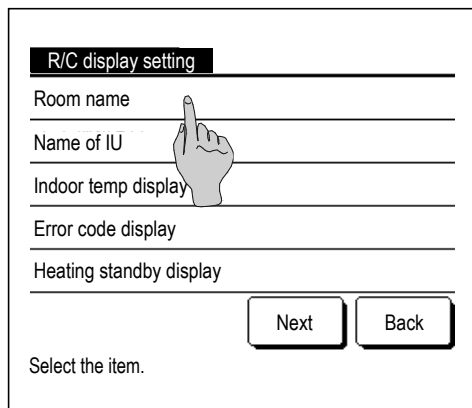 R/C display setting
Room name
Name of IU
Indoor temp display
Error code display
Heating standby display
Next
Back
Select the item.